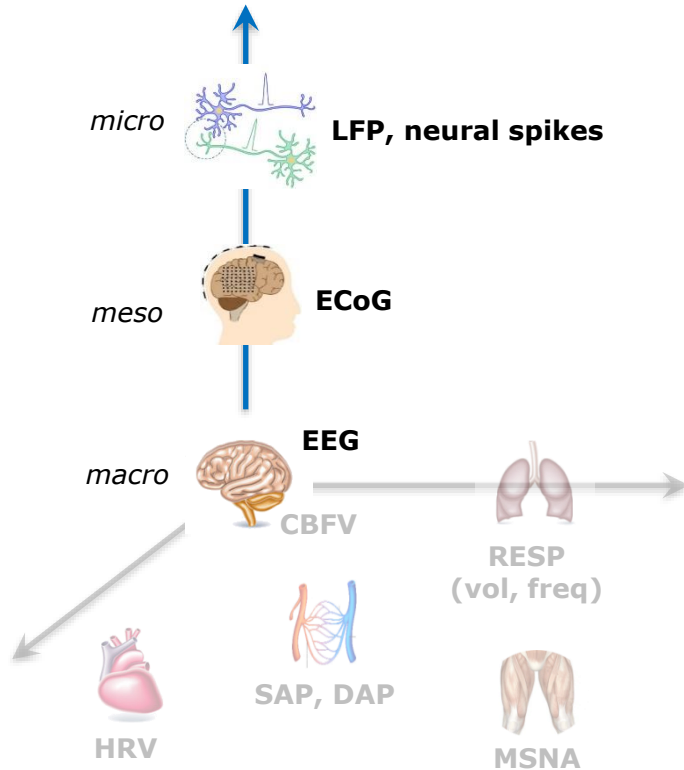 micro
LFP, neural spikes
meso
ECoG
EEG
macro
CBFV
RESP
(vol, freq)
SAP, DAP
HRV
MSNA